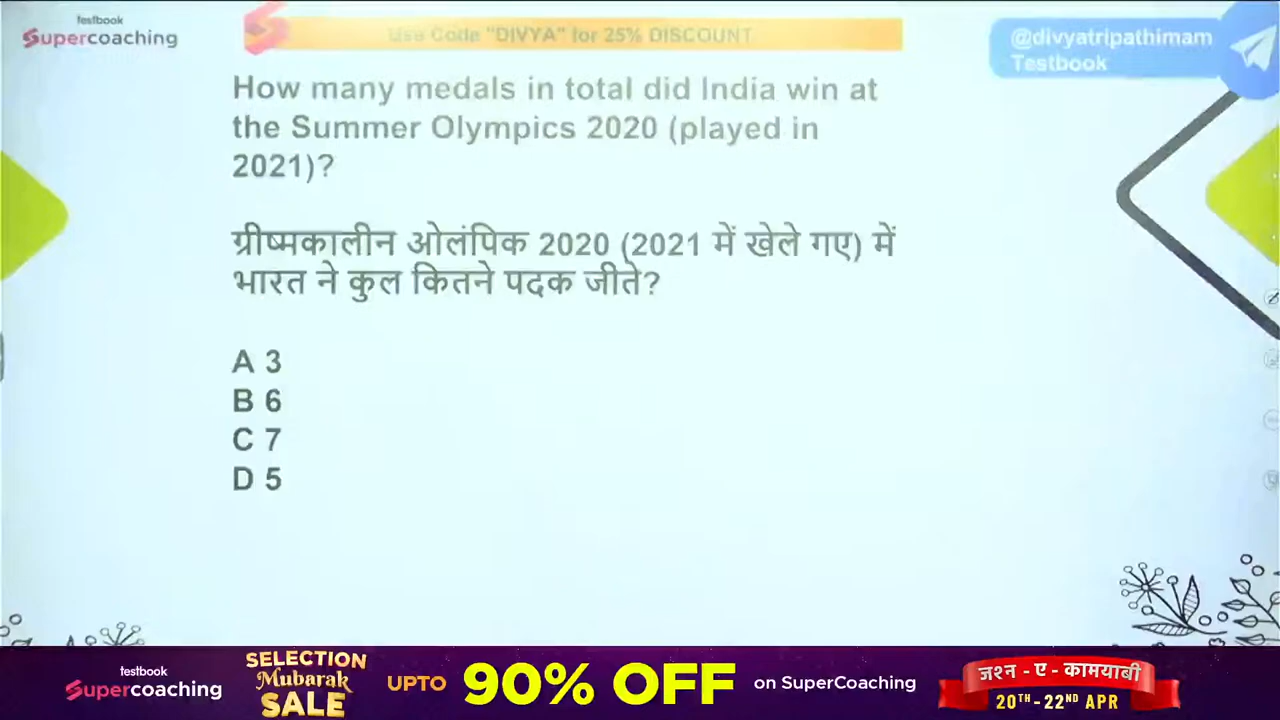 testbook
Supercoaching
Use Code "DIVYA" for 25% DISCOUNT
@divyatripathimam
Testbook
How many medals in total did India win at
the Summer Olympics 2020 (played in
2021)?
ग्रीष्मकालीन ओलंपिक 2020 (2021 में खेले गए) में
भारत ने कुल कितने पदक जीते?
A 3
B 6
C 7
D 5
testbook
Supercoaching
SELECTION
Mubarak
SALE
UPTO 90% OFF on SuperCoaching
जश्न - ए - कामयाबी
20TH - 22ND APR